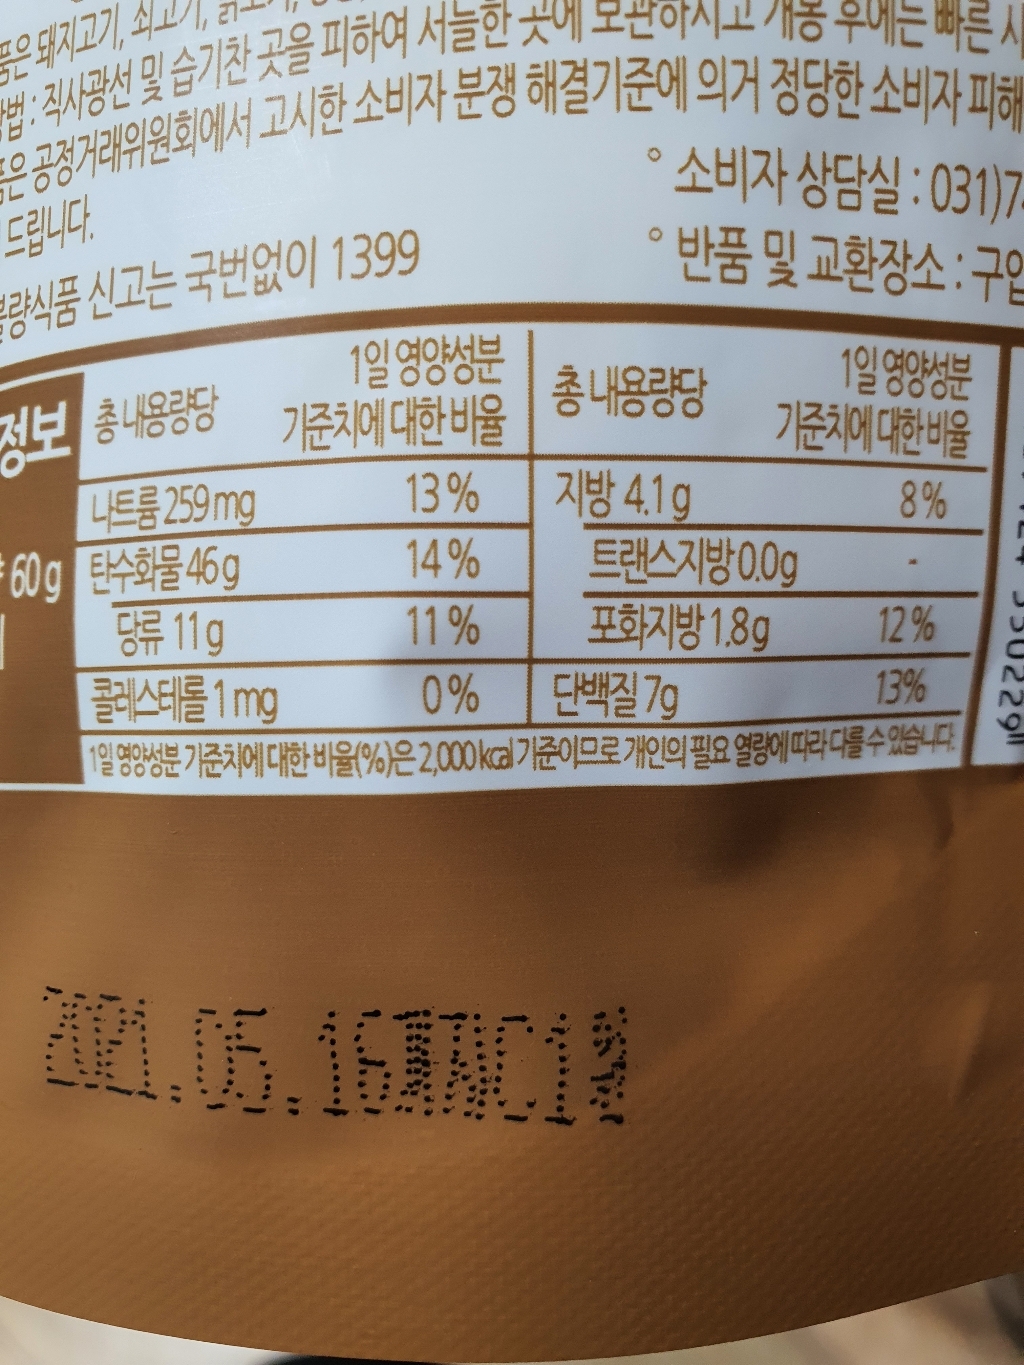 품은 돼지고기, 쇠고기,
방법 : 직사광선 및 습기찬 곳을 피하여 서늘한 곳에 보관하시고 개봉 후에는 빠른
은 공정거래위원회에서 고시한 소비자 분쟁 해결기준에 의거 정당한 소비자 피해
드립니다.
° 소비자 상담실 : 031)7
불량식품 신고는 국번없이 1399
° 반품 및 교환장소 : 구입
정보
60g
총 내용량당 1일 영양성분 기준치에 대한 비율
총 내용량당 1일 영양성분 기준치에 대한 비율
나트륨 259mg 13%
지방 4.1g 8%
탄수화물 46g 14%
트랜스지방 0.0g -
당류 11g 11%
포화지방 1.8g 12%
콜레스테롤 1mg 0%
단백질 7g 13%
1일 영양성분 기준치에 대한 비율(%)은 2,000kcal 기준이므로 개인의 필요 열량에 따라 다를 수 있습니다.
2021.05.16